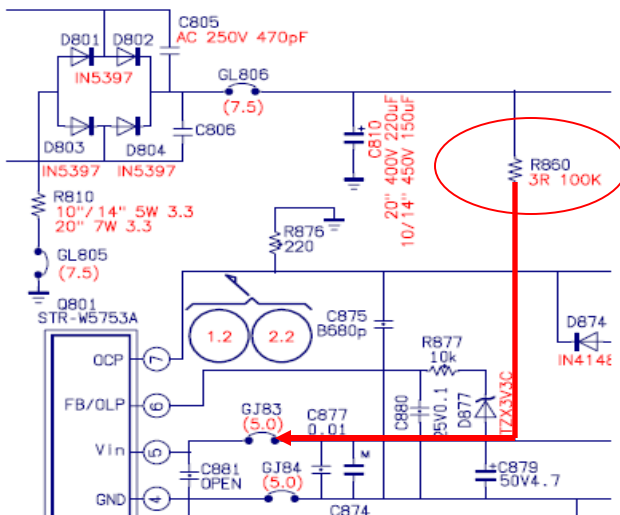 C805
AC 250V 470pF
D801
D802
IN5397
GL806
(7.5)
C806
D803
D804
IN5397
IN5397
C810
20" 400V 220uF
10/14" 450V 150uF
R860
3R 100K
R810
10"/14" 5W 3.3
20" 7W 3.3
GL805
(7.5)
R876
220
Q801
STR-W5753A
1.2
2.2
C875
B680p
D874
IN4148
OCP
7
R877
10k
FB/OLP
6
C880
25V0.1
D877
TZX3V3C
GJ83
(5.0)
C877
0.01
Vin
5
M
C881
OPEN
GJ84
(5.0)
C879
50V4.7
GND
4
C874